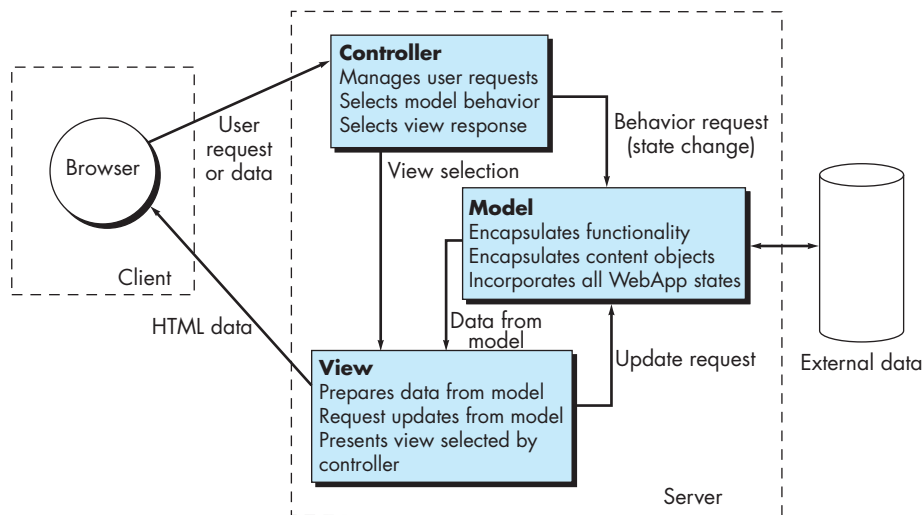 Controller
Manages user requests
Selects model behavior
Selects view response
User
request
or data
Browser
Behavior request
(state change)
View selection
Model
Encapsulates functionality
Encapsulates content objects
Incorporates all WebApp states
Client
HTML data
Data from
model
Update request
External data
View
Prepares data from model
Request updates from model
Presents view selected by
controller
Server